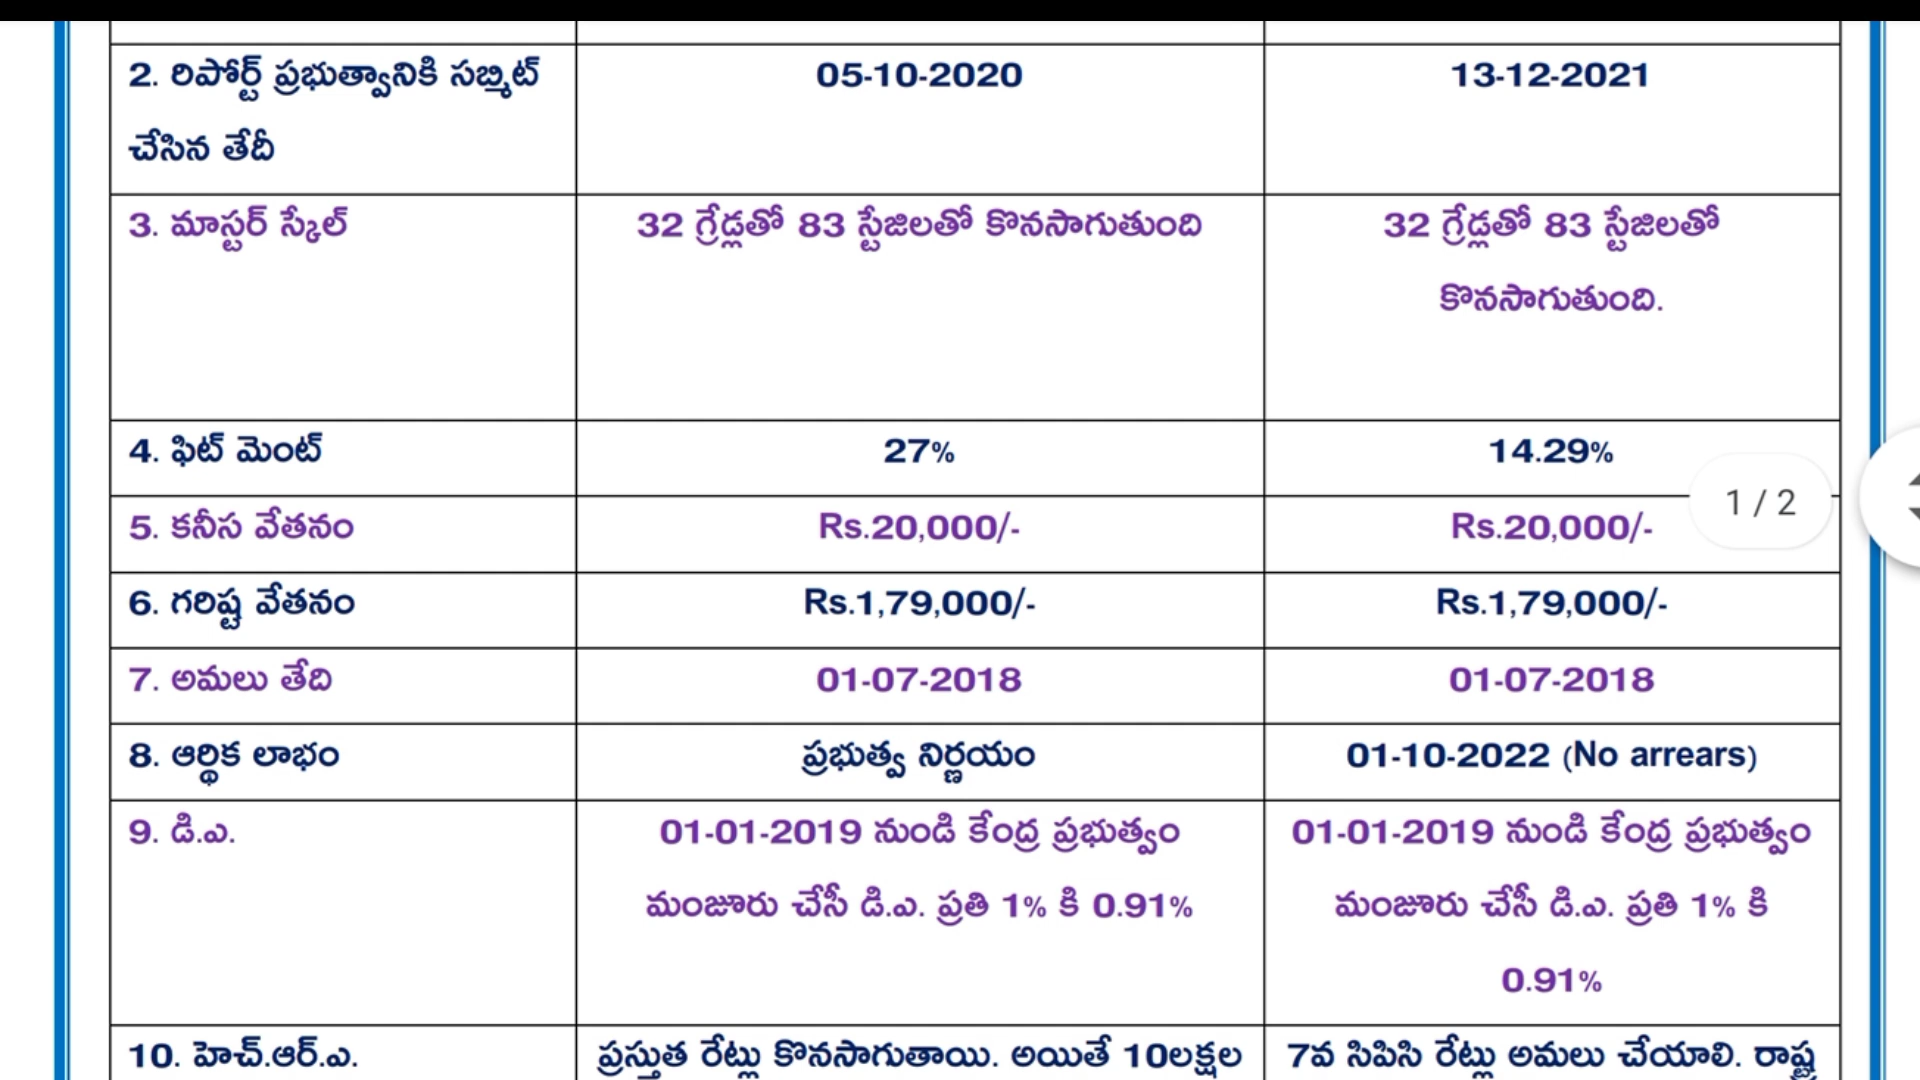 2. రిపోర్ట్ ప్రభుత్వానికి సబ్మిట్
చేసిన తేదీ
05-10-2020
13-12-2021
3. మాస్టర్ స్కేల్
32 గ్రేడ్లతో 83 స్టేజిలతో కొనసాగుతుంది
32 గ్రేడ్లతో 83 స్టేజిలతో
కొనసాగుతుంది.
4. ఫిట్ మెంట్
27%
14.29%
1 / 2
5. కనీస వేతనం
Rs.20,000/-
Rs.20,000/-
6. గరిష్ట వేతనం
Rs.1,79,000/-
Rs.1,79,000/-
7. అమలు తేది
01-07-2018
01-07-2018
8. ఆర్థిక లాభం
ప్రభుత్వ నిర్ణయం
01-10-2022 (No arrears)
9. డి.ఎ.
01-01-2019 నుండి కేంద్ర ప్రభుత్వం
మంజూరు చేసీ డి.ఎ. ప్రతి 1% కి 0.91%
01-01-2019 నుండి కేంద్ర ప్రభుత్వం
మంజూరు చేసీ డి.ఎ. ప్రతి 1% కి
0.91%
10. హెచ్.ఆర్.ఎ.
ప్రస్తుత రేట్లు కొనసాగుతాయి. అయితే 10లక్షల
7వ సిపిసి రేట్లు అమలు చేయాలి. రాష్ట్ర